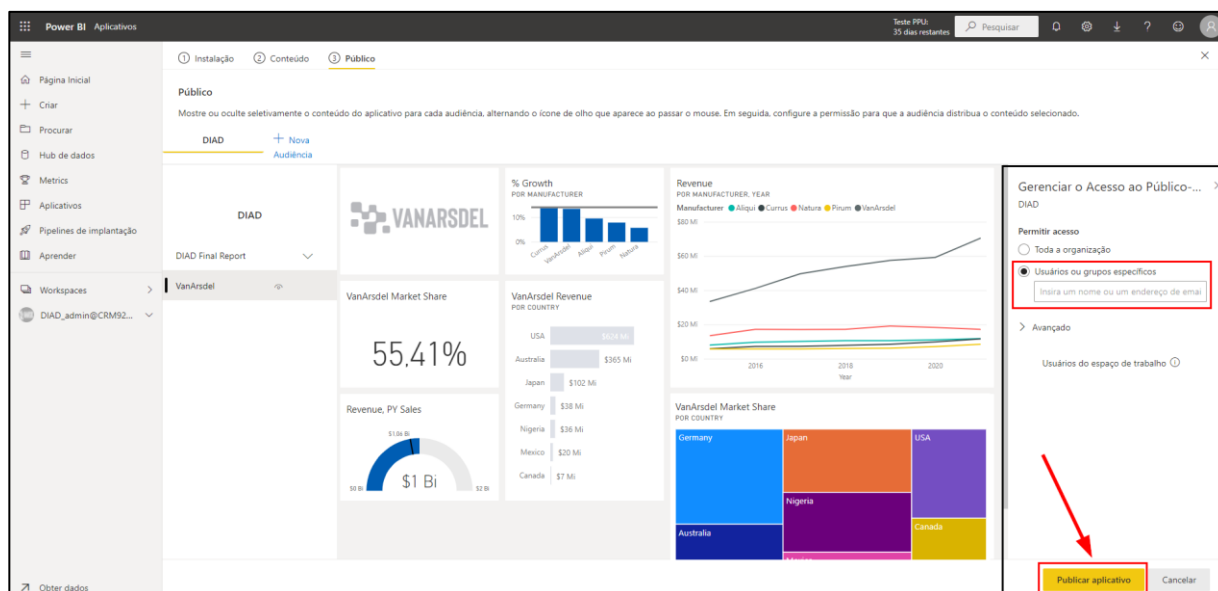 Power BI Aplicativos
Teste PPU:
35 dias restantes
Pesquisar
Página Inicial
Criar
Procurar
Hub de dados
Metrics
Aplicativos
Pipelines de implantação
Aprender
Workspaces
DIAD_admin@CRM92...
Obter dados
1 Instalação 2 Conteúdo 3 Público
Público
Mostre ou oculte seletivamente o conteúdo do aplicativo para cada audiência, alternando o ícone de olho que aparece ao passar o mouse. Em seguida, configure a permissão para que a audiência distribua o conteúdo selecionado.
DIAD
+ Nova
Audiência
DIAD
DIAD Final Report
VanArsdel
VANARSDEL
% Growth
POR MANUFACTURER
10%
0%
Currus
VanArsdel
Aliqui
Pirum
Natura
Revenue
POR MANUFACTURER, YEAR
Manufacturer Aliqui Currus Natura Pirum VanArsdel
$80 Mi
$60 Mi
$40 Mi
$20 Mi
$0 Mi
2016 2018 2020
Year
VanArsdel Market Share
55,41%
VanArsdel Revenue
POR COUNTRY
USA
Australia $365 Mi
Japan $102 Mi
Germany $38 Mi
Nigeria $36 Mi
Mexico $20 Mi
Canada $7 Mi
Revenue, PY Sales
$0 Bi
$1 Bi
$2 Bi
VanArsdel Market Share
POR COUNTRY
Germany
Japan
USA
Nigeria
Australia
Canada
Gerenciar o Acesso ao Público-...
DIAD
Permitir acesso
Toda a organização
Usuários ou grupos específicos
Insira um nome ou um endereço de emai
Avançado
Usuários do espaço de trabalho
Publicar aplicativo
Cancelar